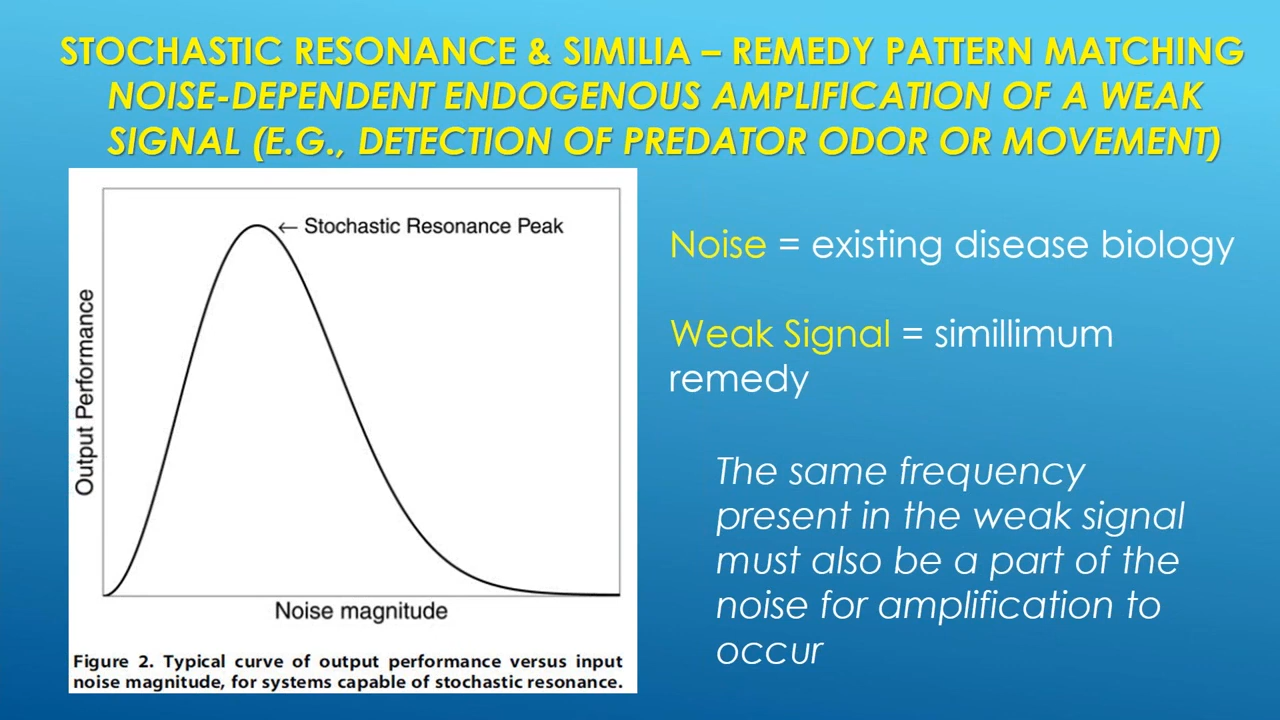 STOCHASTIC RESONANCE & SIMILIA – REMEDY PATTERN MATCHING
NOISE-DEPENDENT ENDOGENOUS AMPLIFICATION OF A WEAK
SIGNAL (E.G., DETECTION OF PREDATOR ODOR OR MOVEMENT)
← Stochastic Resonance Peak
Output Performance
Noise magnitude
Figure 2. Typical curve of output performance versus input
noise magnitude, for systems capable of stochastic resonance.
Noise = existing disease biology
Weak Signal = simillimum
remedy
The same frequency
present in the weak signal
must also be a part of the
noise for amplification to
occur